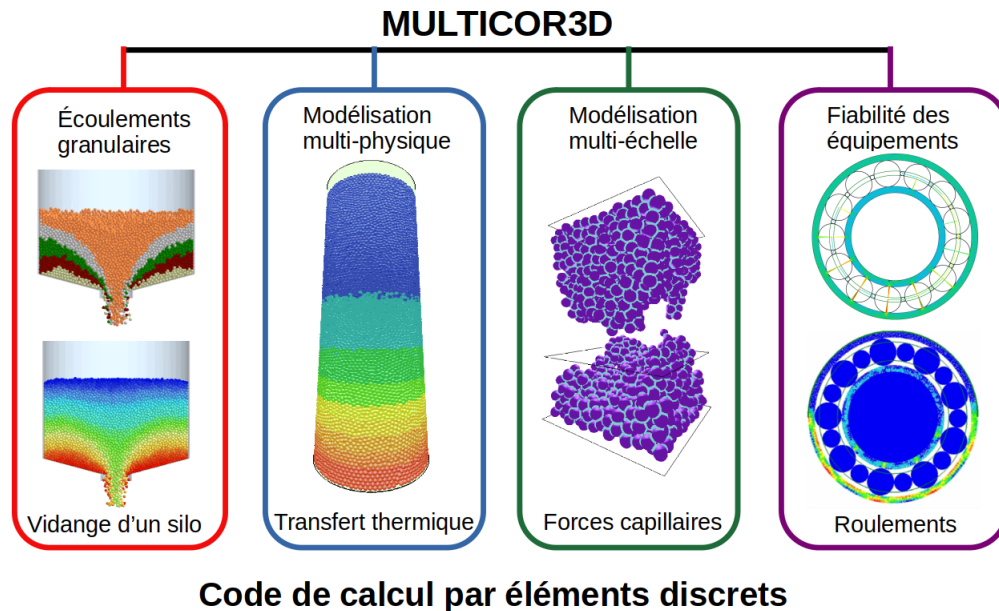 MULTICOR3D
Écoulements
granulaires
Vidange d'un silo
Modélisation
multi-physique
Transfert thermique
Modélisation
multi-échelle
Forces capillaires
Fiabilité des
équipements
Roulements
Code de calcul par éléments discrets